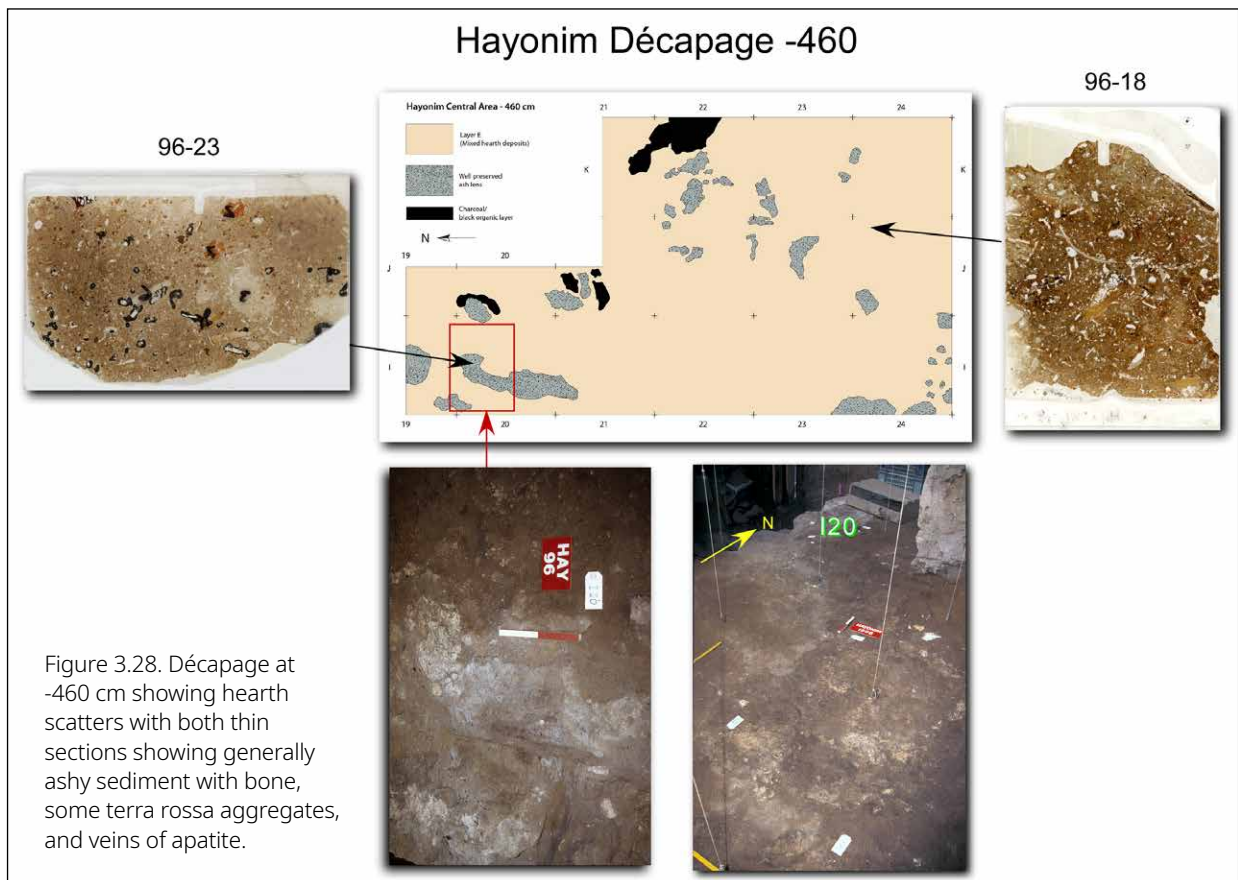 Hayonim Décapage -460
96-23
96-18
Hayonim Central Area - 460 cm
Layer E
(Mixed hearth deposits)
Well preserved
ash lens
Charcoal/
black organic layer
N
21
22
23
24
K
K
19
20
J
J
I
I
19
20
21
22
23
24
HAY
96
I20
N
Figure 3.28. Décapage at
-460 cm showing hearth
scatters with both thin
sections showing generally
ashy sediment with bone,
some terra rossa aggregates,
and veins of apatite.